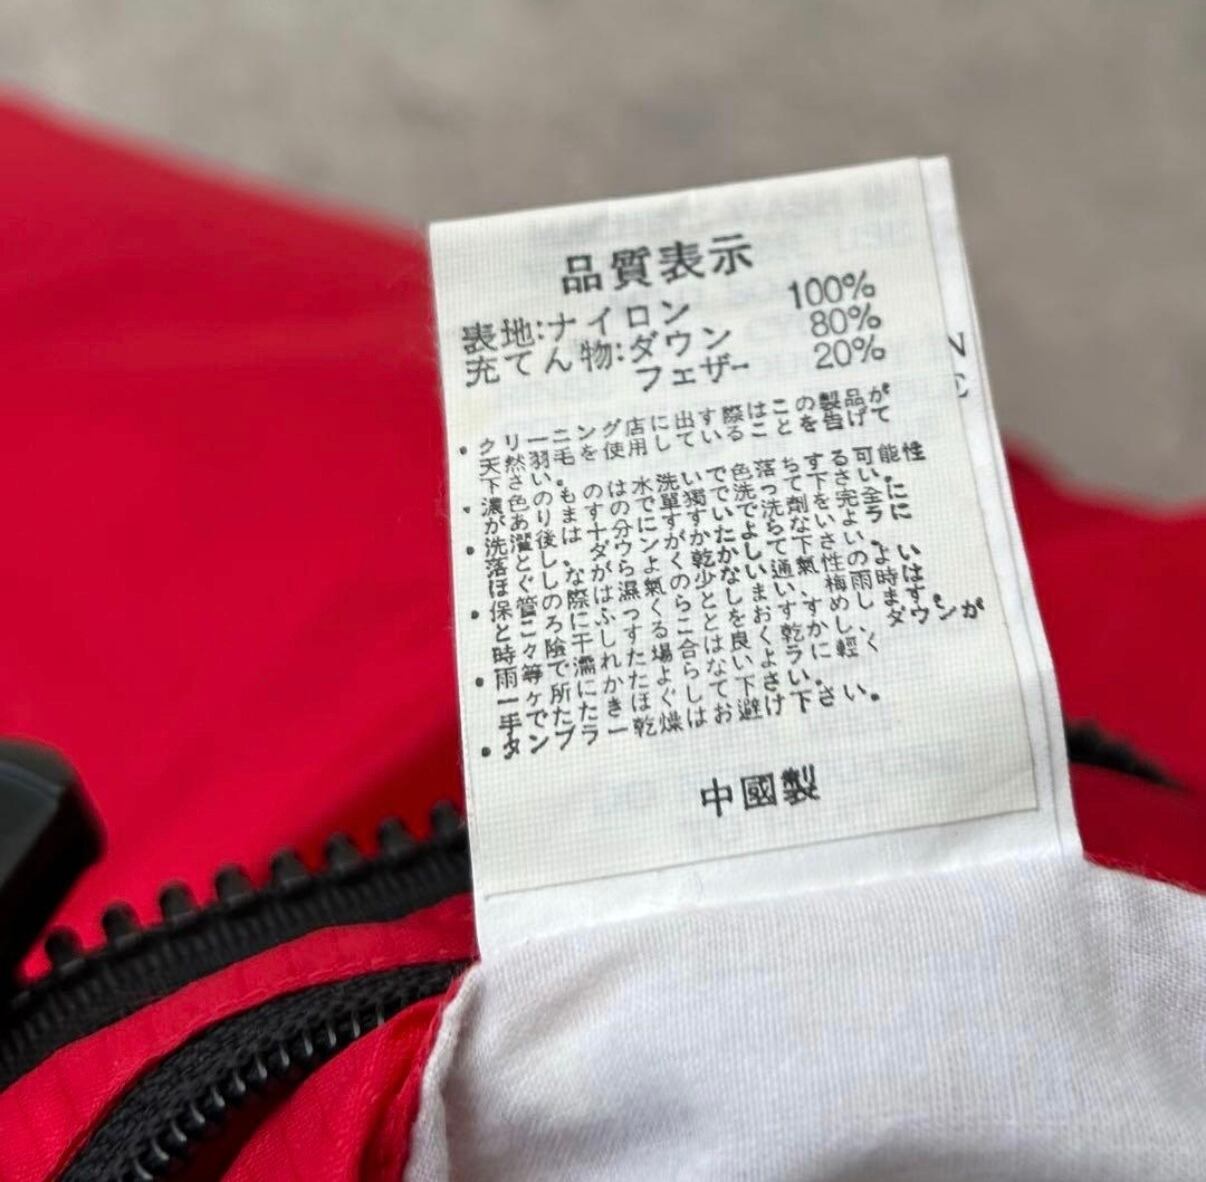 品質表示
表地:ナイロン 100%
充てん物:ダウン 80%
フェザー 20%
・クリーニング店に出す際はこの製品が
天然羽毛を使用していることを告げて
下さい。
・濃色のものは水洗いで色落ちする可能性
がありますので單獨で洗って下さい。
・洗濯後は十分にすすいで洗剤を完全に
落とし、ダウンがかたよらないよラに
ほぐしながらよく乾かして下さい。
・保管の際は濕氣の少ない通氣性のよい
ところにふっくらとしまい、梅雨時は
時々陰干しすることをおすすめします
・雨等で濡れた場合は良く乾かし、ダウンが
一ヶ所にかたよらないよラに軽く
手でたたきほぐして下さい。
・タンブラー乾燥はお避け下さい。
中國製
N
E